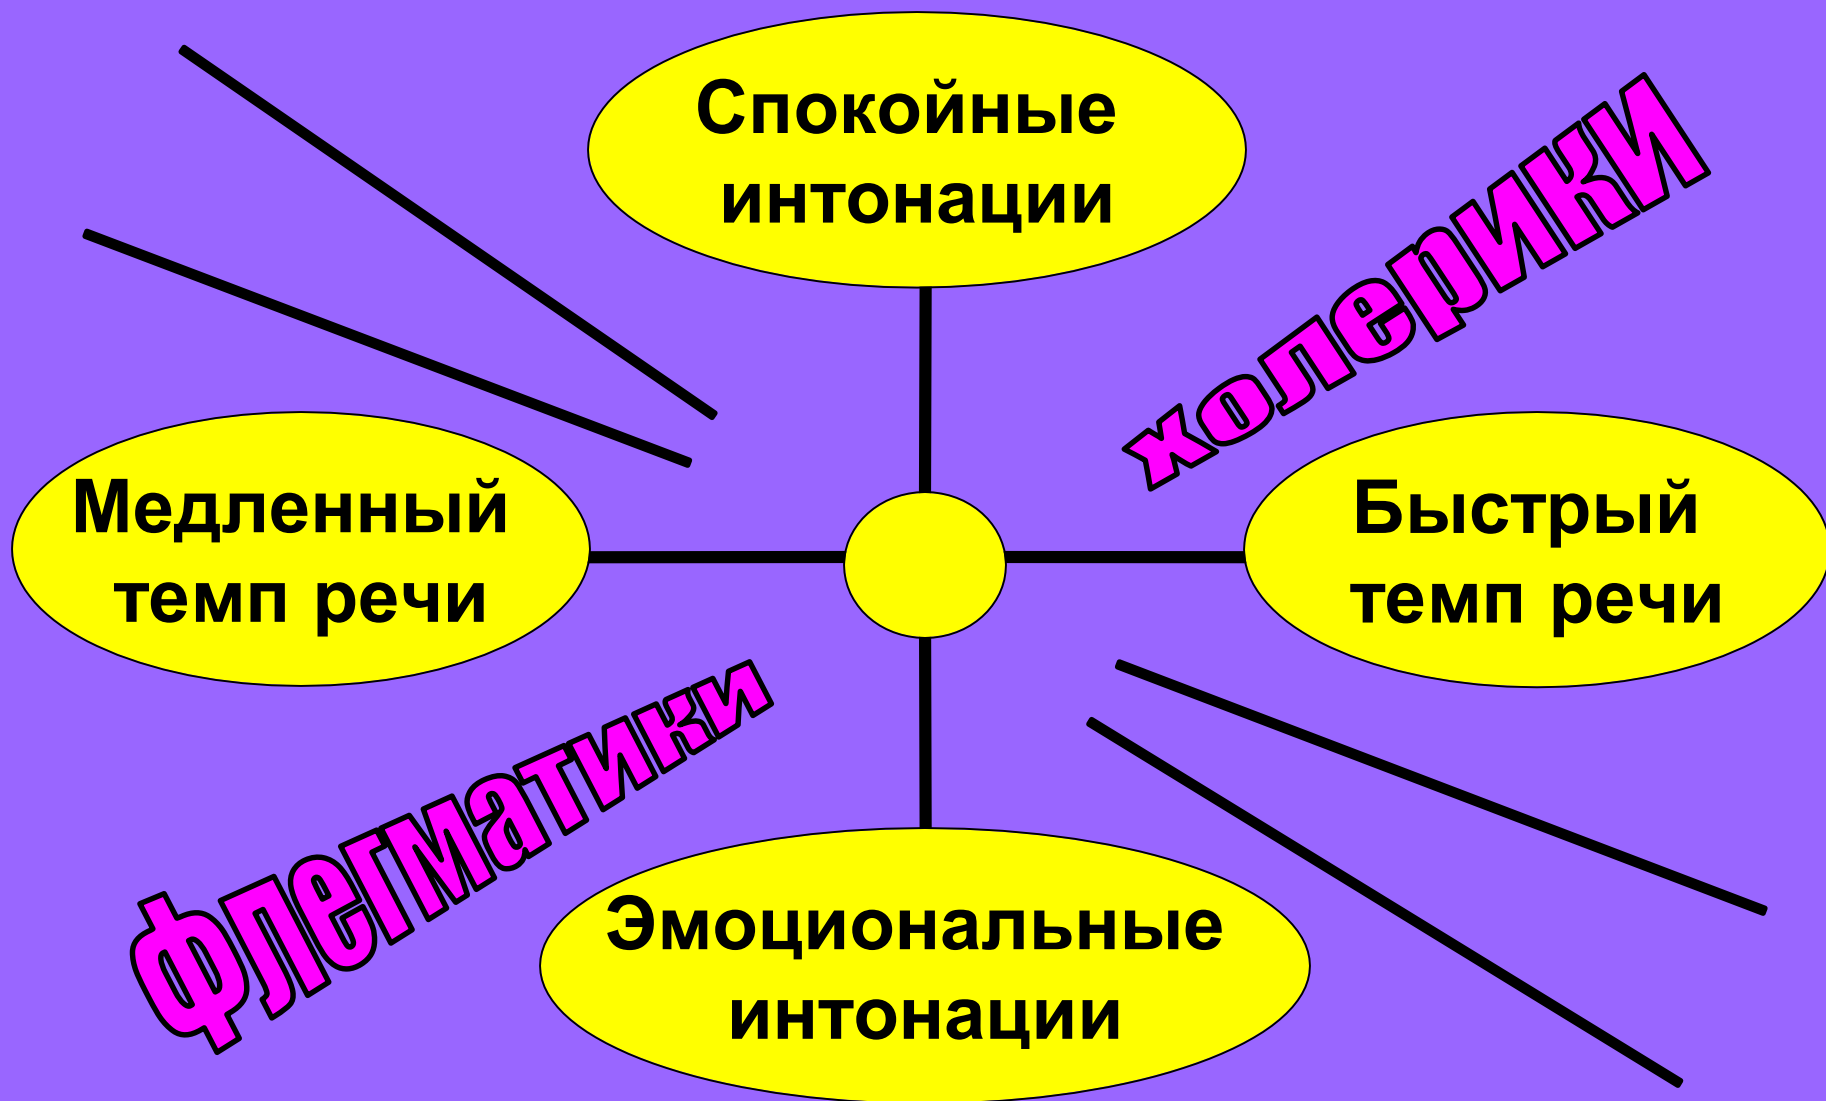 Спокойные
интонации
холерики
Медленный
темп речи
Быстрый
темп речи
Флегматики
Эмоциональные
интонации